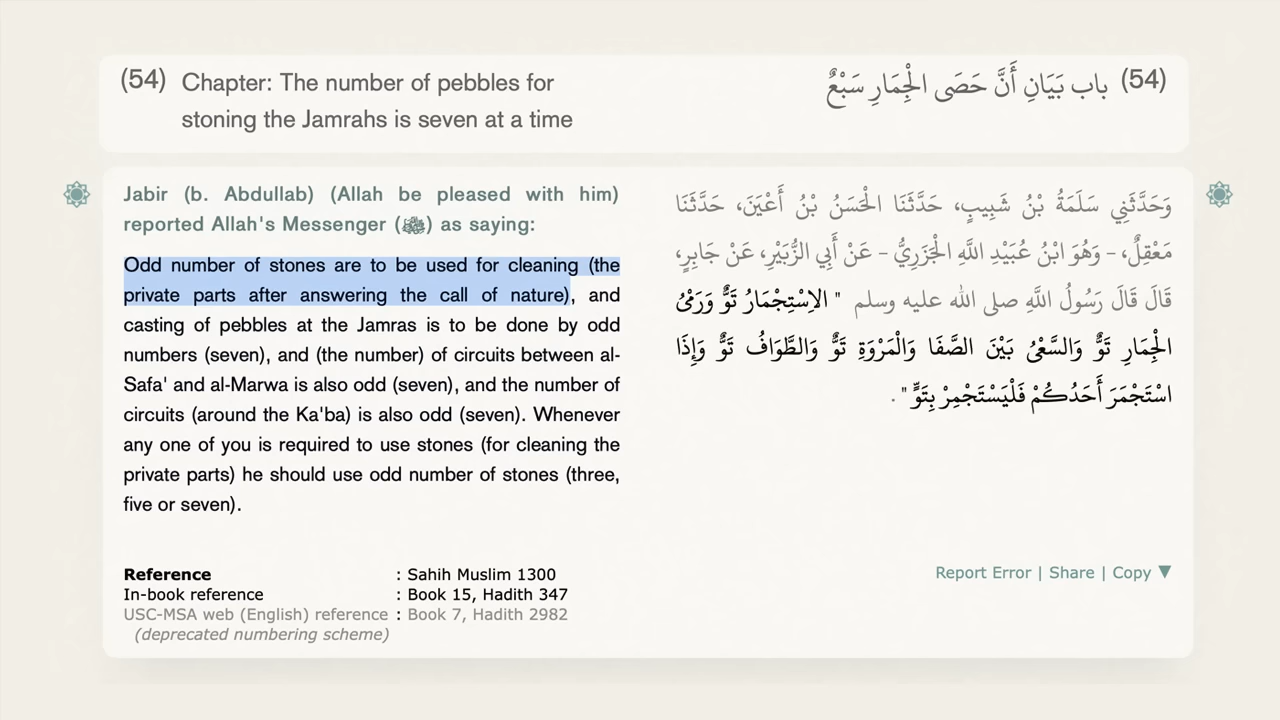 (54) Chapter: The number of pebbles for
stoning the Jamrahs is seven at a time
(54) باب بَيَانِ أَنَّ حَصَى الْجِمَارِ سَبْعٌ
Jabir (b. Abdullab) (Allah be pleased with him)
reported Allah's Messenger (ﷺ) as saying:
Odd number of stones are to be used for cleaning (the
private parts after answering the call of nature), and
casting of pebbles at the Jamras is to be done by odd
numbers (seven), and (the number) of circuits between al-
Safa' and al-Marwa is also odd (seven), and the number of
circuits (around the Ka'ba) is also odd (seven). Whenever
any one of you is required to use stones (for cleaning the
private parts) he should use odd number of stones (three,
five or seven).
وَحَدَّثَنِي سَلَمَةُ بْنُ شَبِيبٍ، حَدَّثَنَا الْحَسَنُ بْنُ أَعْيَنَ، حَدَّثَنَا
مَعْقِلٌ، - وَهُوَ ابْنُ عُبَيْدِ اللَّهِ الْجَزَرِيُّ - عَنْ أَبِي الزُّبَيْرِ، عَنْ جَابِرٍ،
قَالَ قَالَ رَسُولُ اللَّهِ صلى الله عليه وسلم " الاِسْتِجْمَارُ تَوٌّ وَرَمْىُ
الْجِمَارِ تَوٌّ وَالسَّعْىُ بَيْنَ الصَّفَا وَالْمَرْوَةِ تَوٌّ وَالطَّوَافُ تَوٌّ وَإِذَا
اسْتَجْمَرَ أَحَدُكُمْ فَلْيَسْتَجْمِرْ بِتَوٍّ " .
Reference : Sahih Muslim 1300
In-book reference : Book 15, Hadith 347
USC-MSA web (English) reference : Book 7, Hadith 2982
(deprecated numbering scheme)
Report Error | Share | Copy ▼